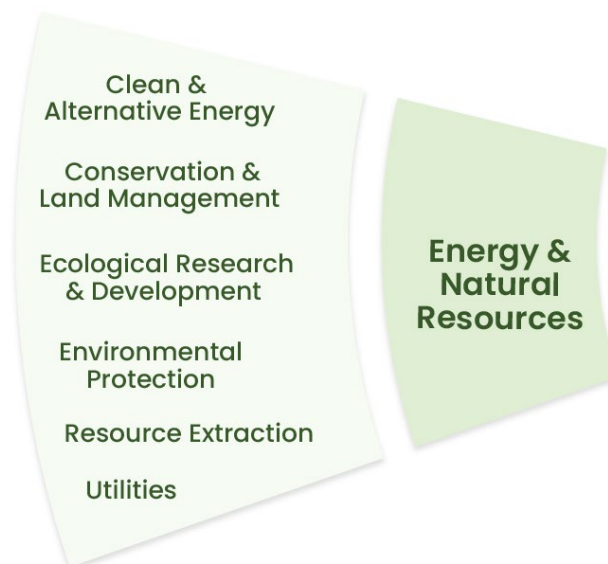 Clean &
Alternative Energy
Conservation &
Land Management
Ecological Research
& Development
Environmental
Protection
Resource Extraction
Utilities
Energy &
Natural
Resources